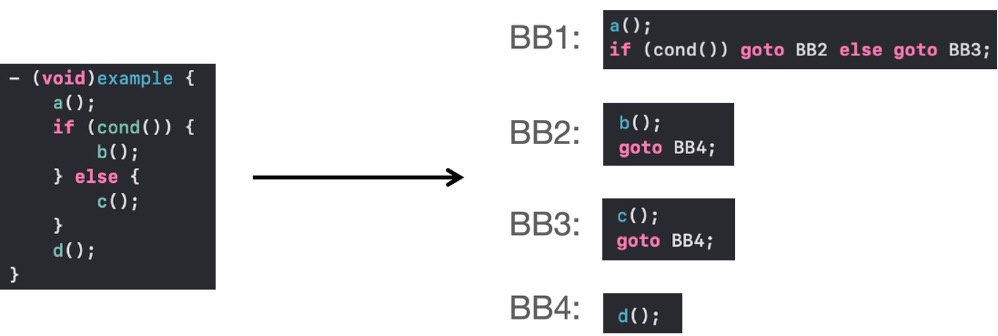 - (void)example {
    a();
    if (cond()) {
        b();
    } else {
        c();
    }
    d();
}
BB1:
a();
if (cond()) goto BB2 else goto BB3;
BB2:
b();
goto BB4;
BB3:
c();
goto BB4;
BB4:
d();